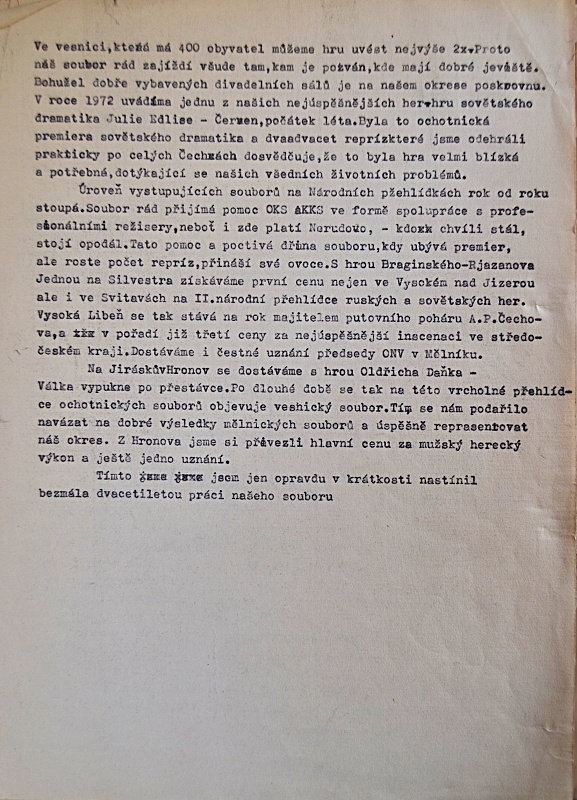 Ve vesnici,která má 400 obyvatel můžeme hru uvést nejvýše 2x.Proto
náš soubor rád zajíždí všude tam,kam je pozván,kde mají dobré jeviště.
Bohužel dobře vybavených divadelních sálů je na našem okrese poskrovnu.
V roce 1972 uvádíma jednu z našich nejúspěšnějších her-hru sovětského
dramatika Julie Edlise - Červen,počátek léta.Byla to ochotnická
premiera sovětského dramatika a dvaadvacet reprízkteré jsme odehráli
prakticky po celých Čechách dosvědčuje,že to byla hra velmi blízká
a potřebná,dotýkající se našich všedních životních problémů.
Úroveň vystupujících souborů na Národních přehlídkách rok od roku
stoupá.Soubor rád přijímá pomoc OKS AKKS ve formě spolupráce s profe-
sionálními režisery,neboť i zde platí Nerudovo, - kdo chvíli stál,
stojí opodál.Tato pomoc a poctivá dřina souboru,kdy ubývá premier,
ale roste počet repríz,přináší své ovoce.S hrou Braginského-Rjazanova
Jednou na Silvestra získáváme první cenu nejen ve Vysokém nad Jizerou
ale i ve Svitavách na II.národní přehlídce ruských a sovětských her.
Vysoká Libeň se tak stává na rok majitelem putovního poháru A.P.Čecho-
va,a xxx v pořadí již třetí ceny za nejúspěšnější inscenaci ve středo-
českém kraji.Dostáváme i čestné uznání předsedy ONV v Mělníku.
Na JiráskůvHronov se dostáváme s hrou Oldřicha Daňka -
Válka vypukne po přestávce.Po dlouhé době se tak na této vrcholné přehlíd-
ce ochotnických souborů objevuje vesnický soubor.Tím se nám podařilo
navázat na dobré výsledky mělnických souborů a úspěšně reprasentovat
náš okres. Z Hronova jsme si přivezli hlavní cenu za mužský herecký
výkon a ještě jedno uznání.
Tímto jsem jen opravdu v krátkosti nastínil
bezmála dvacetiletou práci našeho souboru